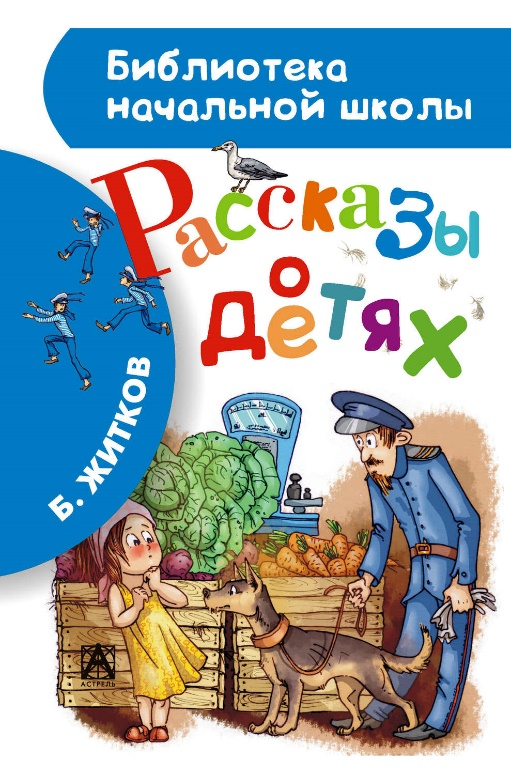 Библиотека
начальной школы
Рассказы
о
детях
Б. ЖИТКОВ
АСТРЕЛЬ